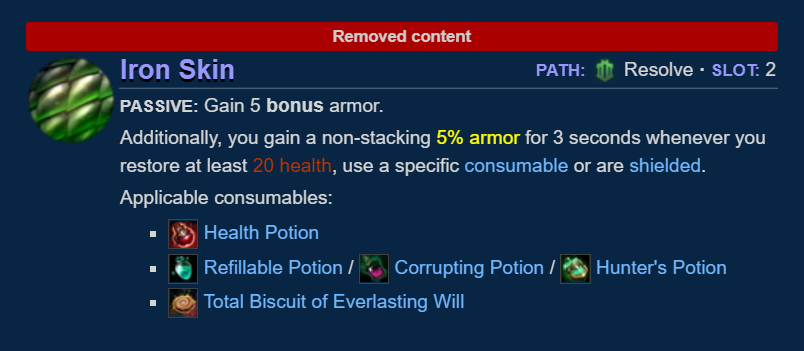 Removed content
Iron Skin PATH: Resolve · SLOT: 2
PASSIVE: Gain 5 bonus armor.
Additionally, you gain a non-stacking 5% armor for 3 seconds whenever you
restore at least 20 health, use a specific consumable or are shielded.
Applicable consumables:
Health Potion
Refillable Potion / Corrupting Potion / Hunter's Potion
Total Biscuit of Everlasting Will